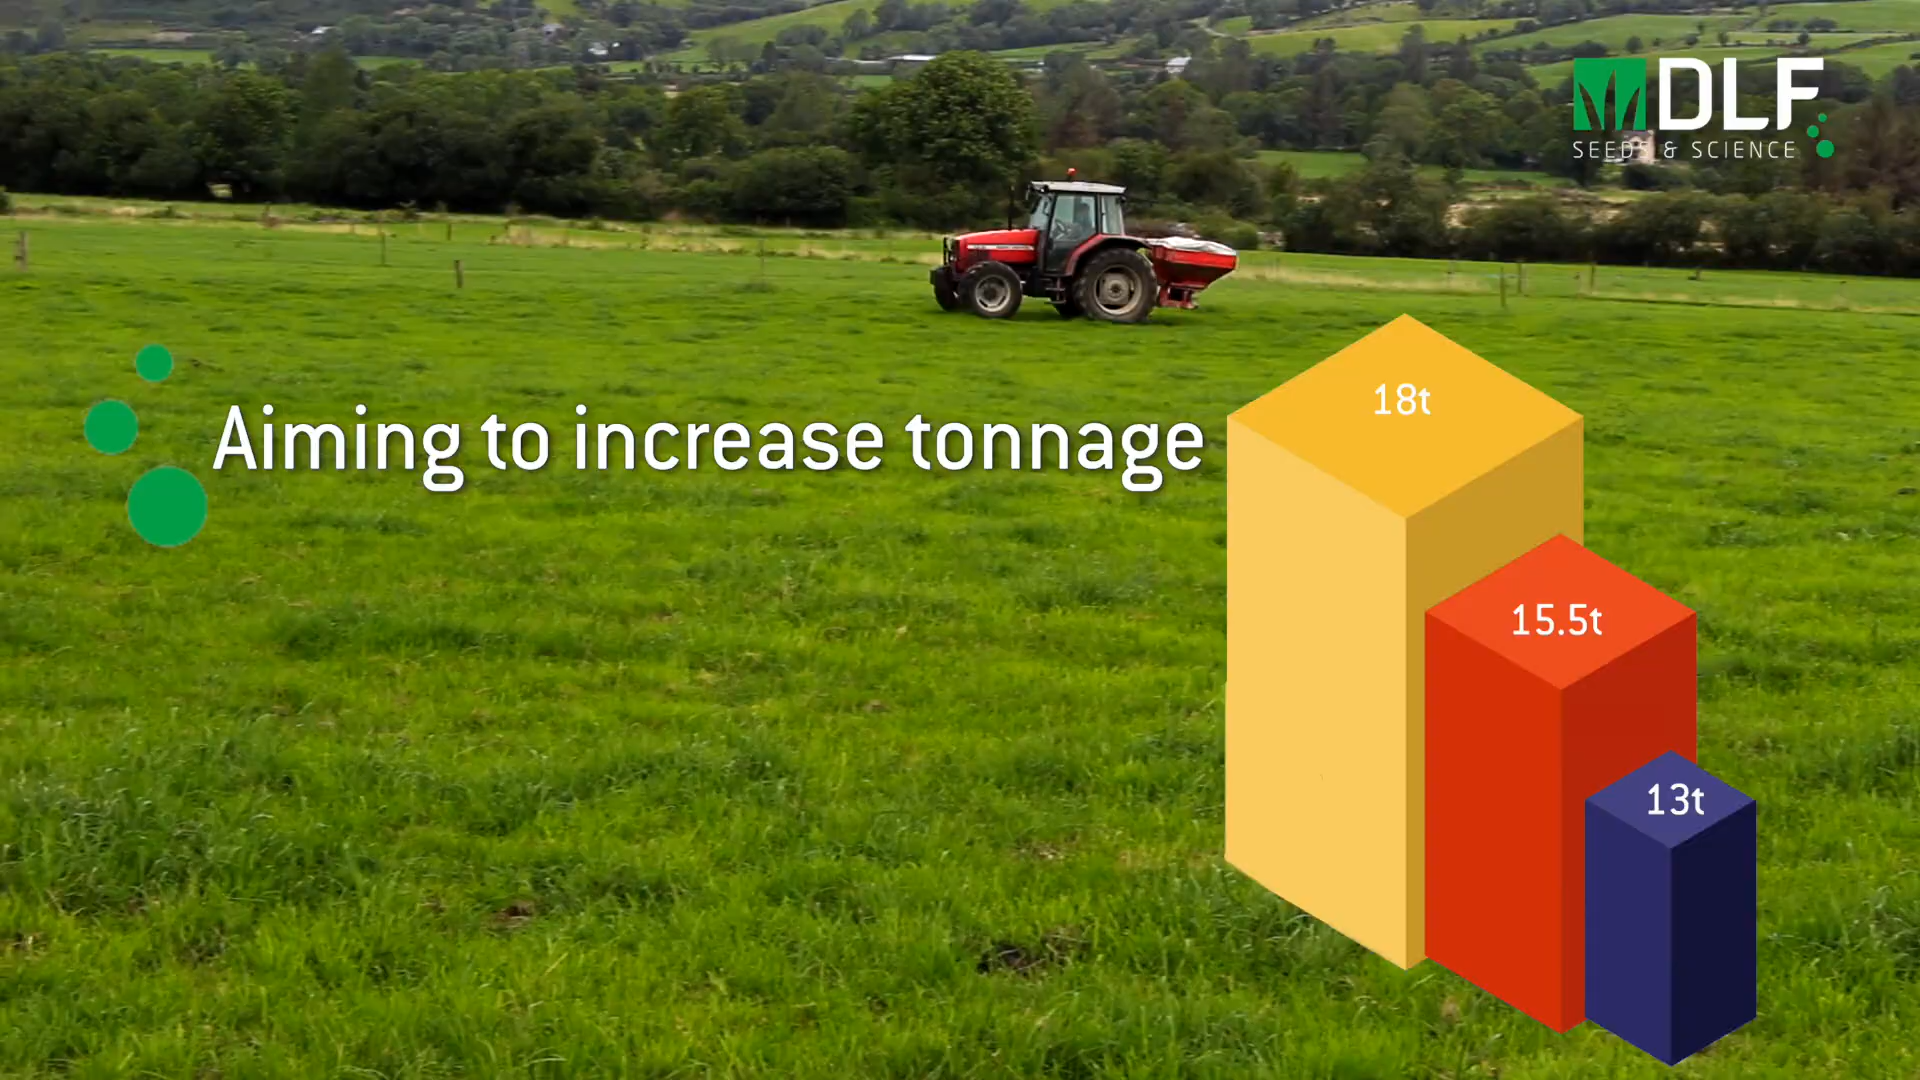 DLF
SEEDS & SCIENCE
Aiming to increase tonnage
18t
15.5t
13t